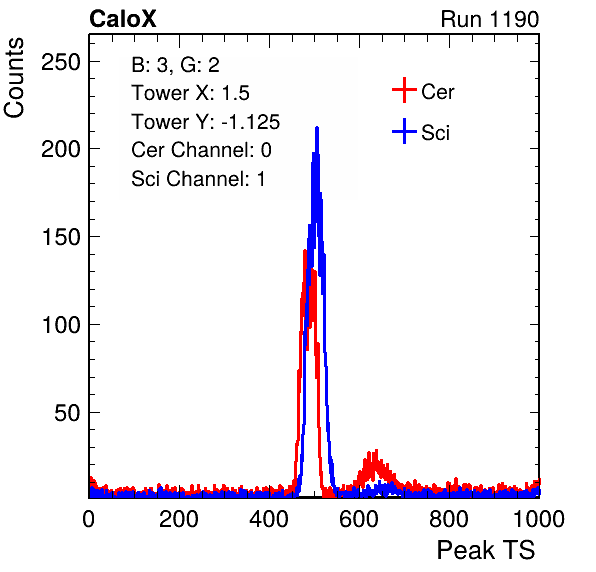 CaloX Run 1190
Counts
B: 3, G: 2
Tower X: 1.5
Tower Y: -1.125
Cer Channel: 0
Sci Channel: 1
Cer
Sci
250
200
150
100
50
0 200 400 600 800 1000
Peak TS